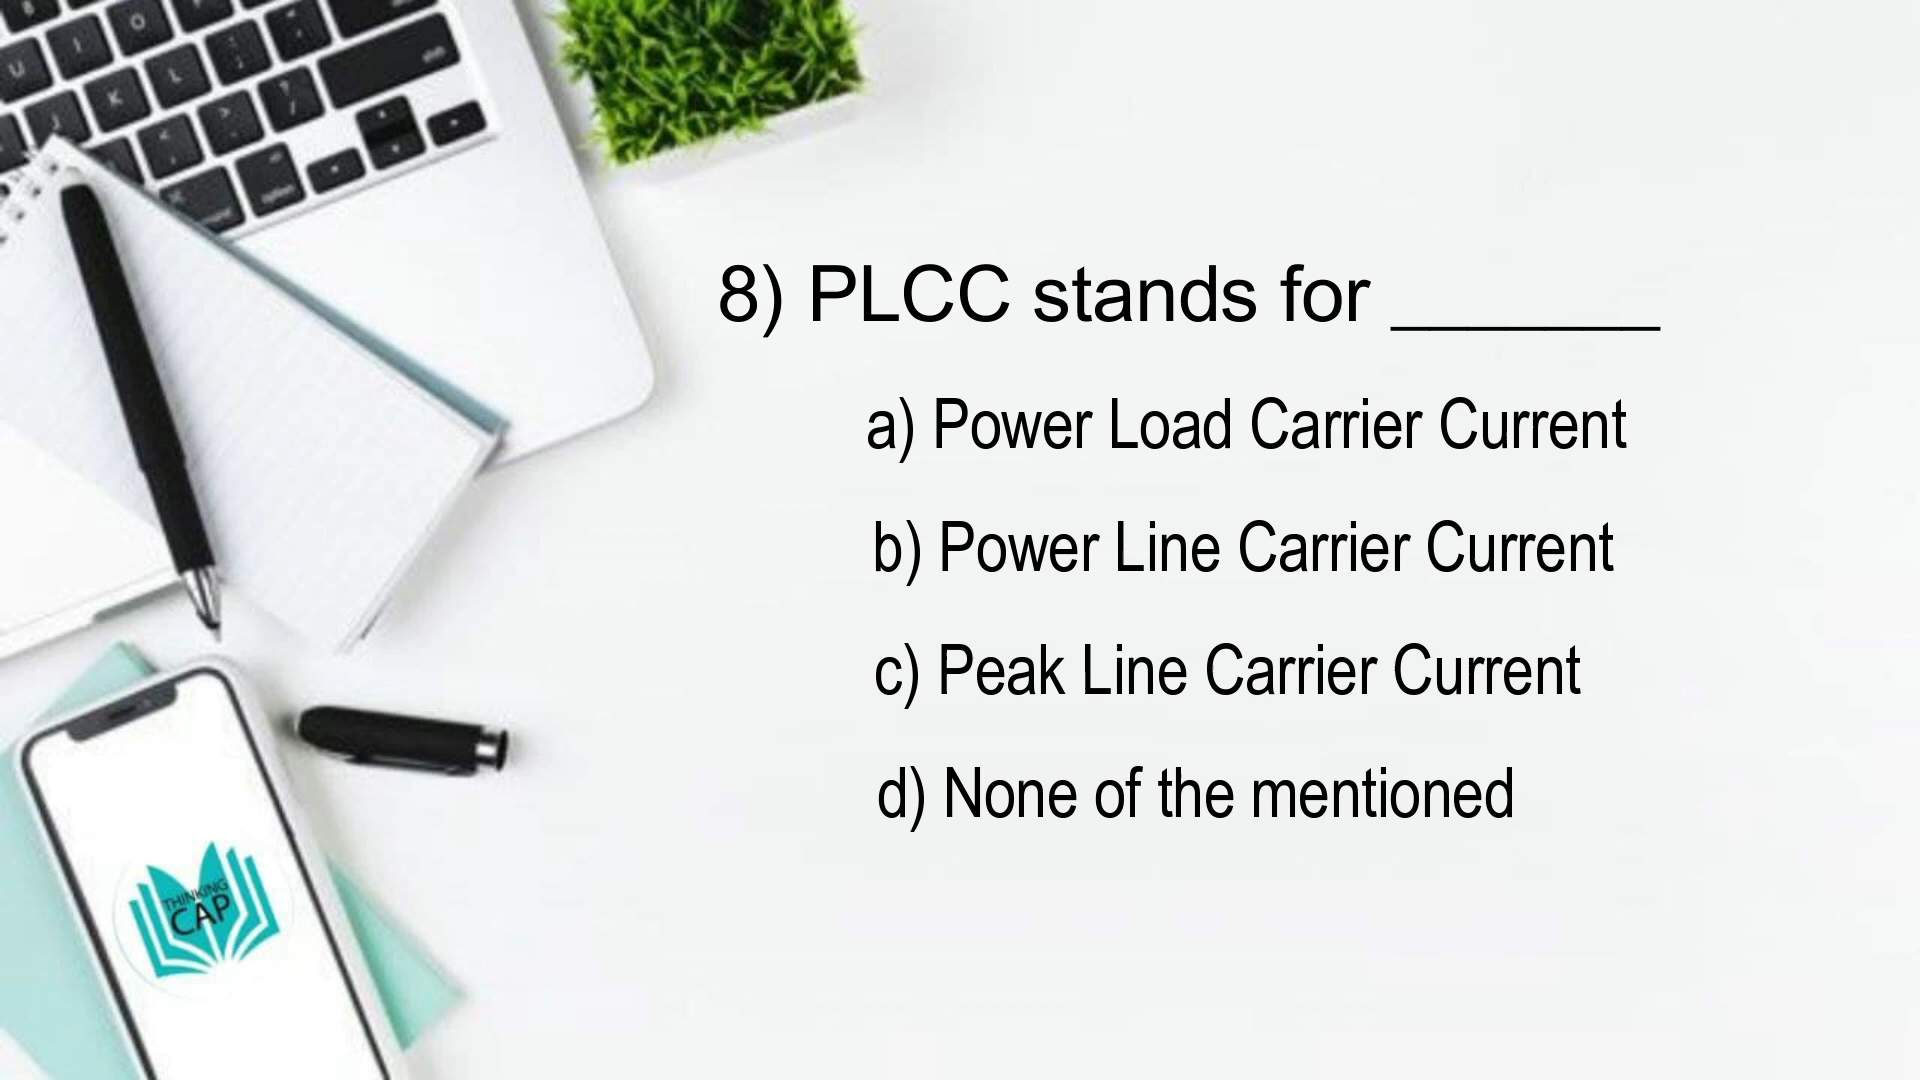 8) PLCC stands for _______
a) Power Load Carrier Current
b) Power Line Carrier Current
c) Peak Line Carrier Current
d) None of the mentioned
THINKING
CAP